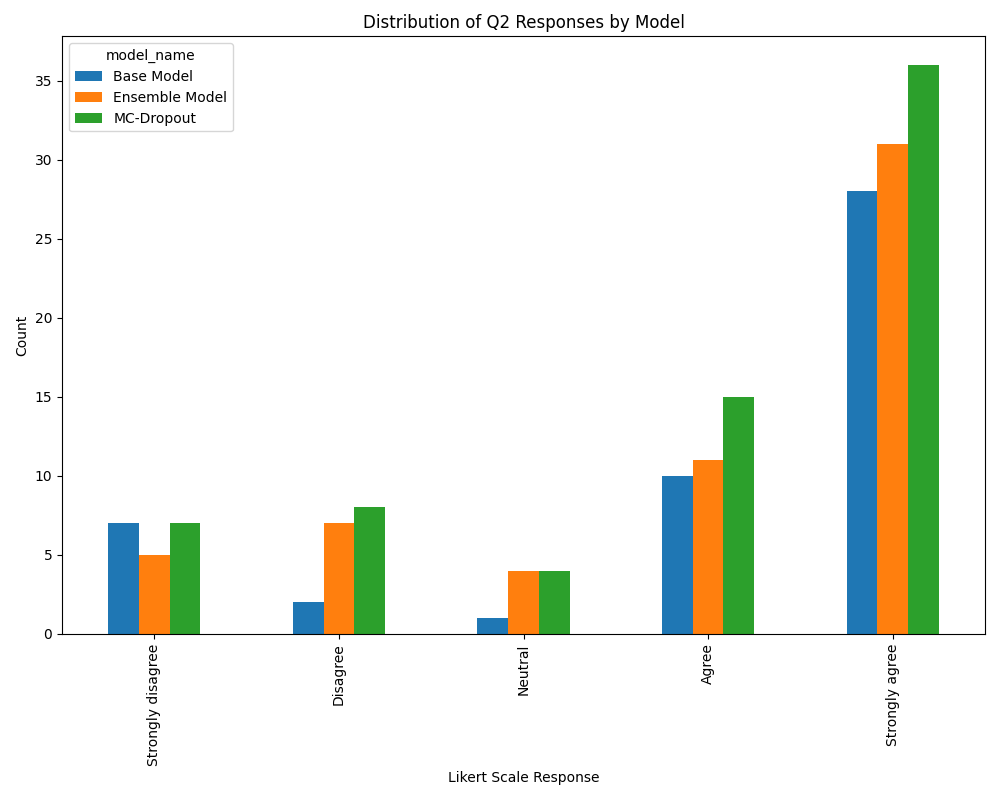 Distribution of Q2 Responses by Model
model_name
Base Model
Ensemble Model
MC-Dropout
Count
35
30
25
20
15
10
5
0
Strongly disagree
Disagree
Neutral
Agree
Strongly agree
Likert Scale Response